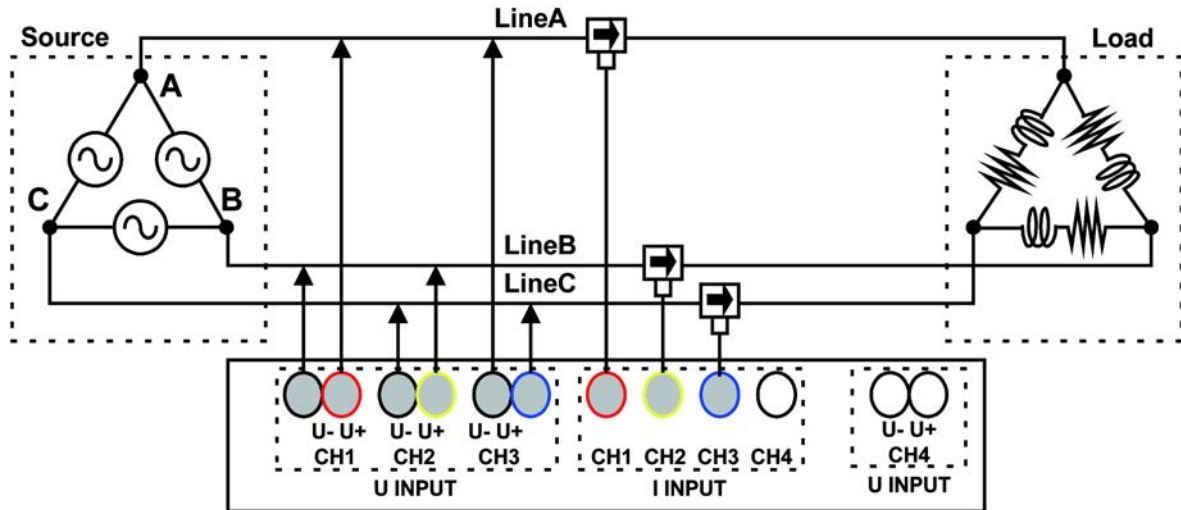 LineA
Source
Load
A
C
B
LineB
LineC
U- U+ U- U+ U- U+
U- U+
CH1 CH2 CH3
CH1 CH2 CH3 CH4
CH4
U INPUT
I INPUT
U INPUT